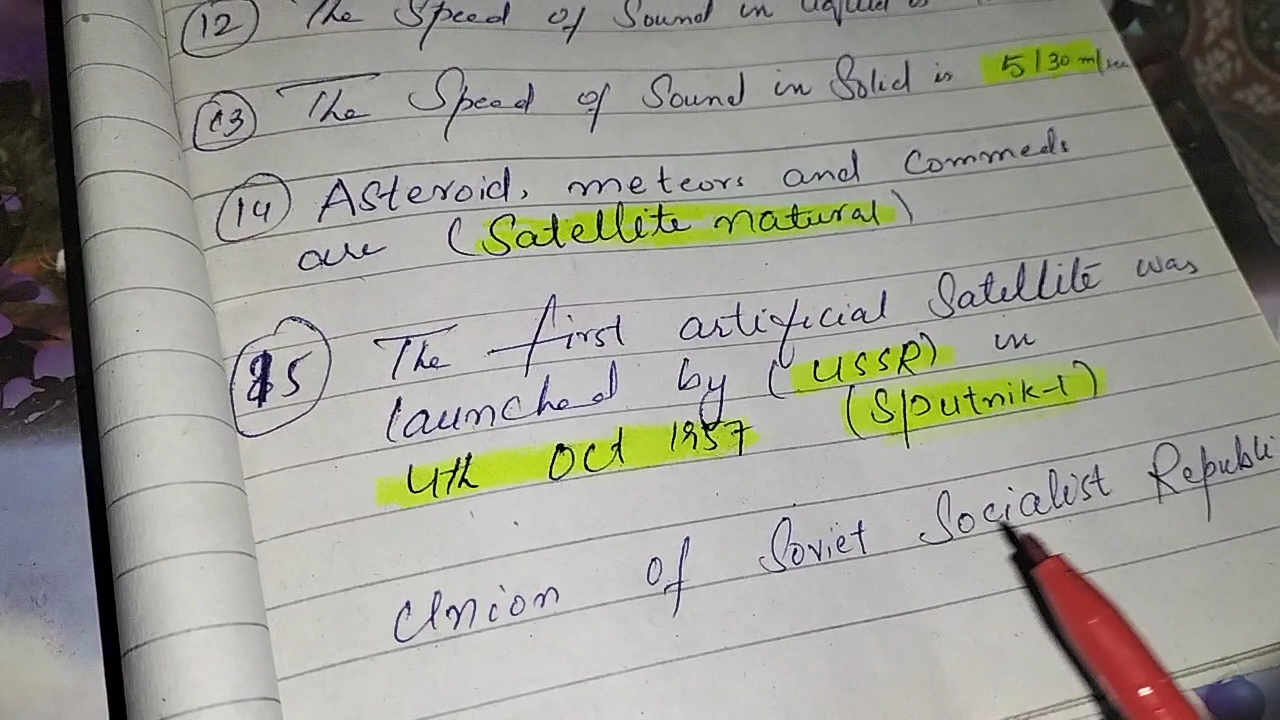 (12) The Speed of Sound in liquid is
(13) The Speed of Sound in Solid is 5130 m/sec
(14) Asteroid, meteors and Commeds
are (Satellite natural)
(15) The first artificial Satellite was
launched by (USSR) in
4th Oct 1957 (Sputnik-1)
Union of Soviet Socialist Republi